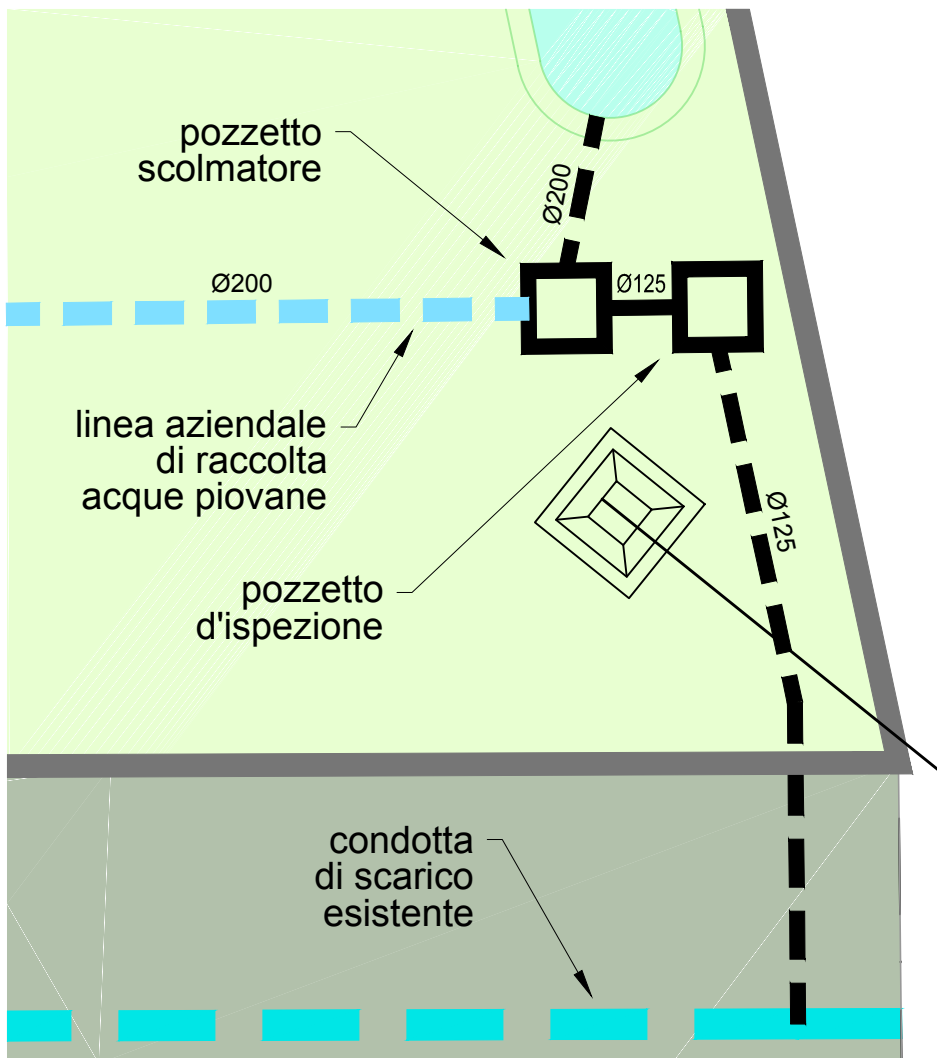 pozzetto
scolmatore
Ø200
Ø200
Ø125
linea aziendale
di raccolta
acque piovane
Ø125
pozzetto
d'ispezione
condotta
di scarico
esistente